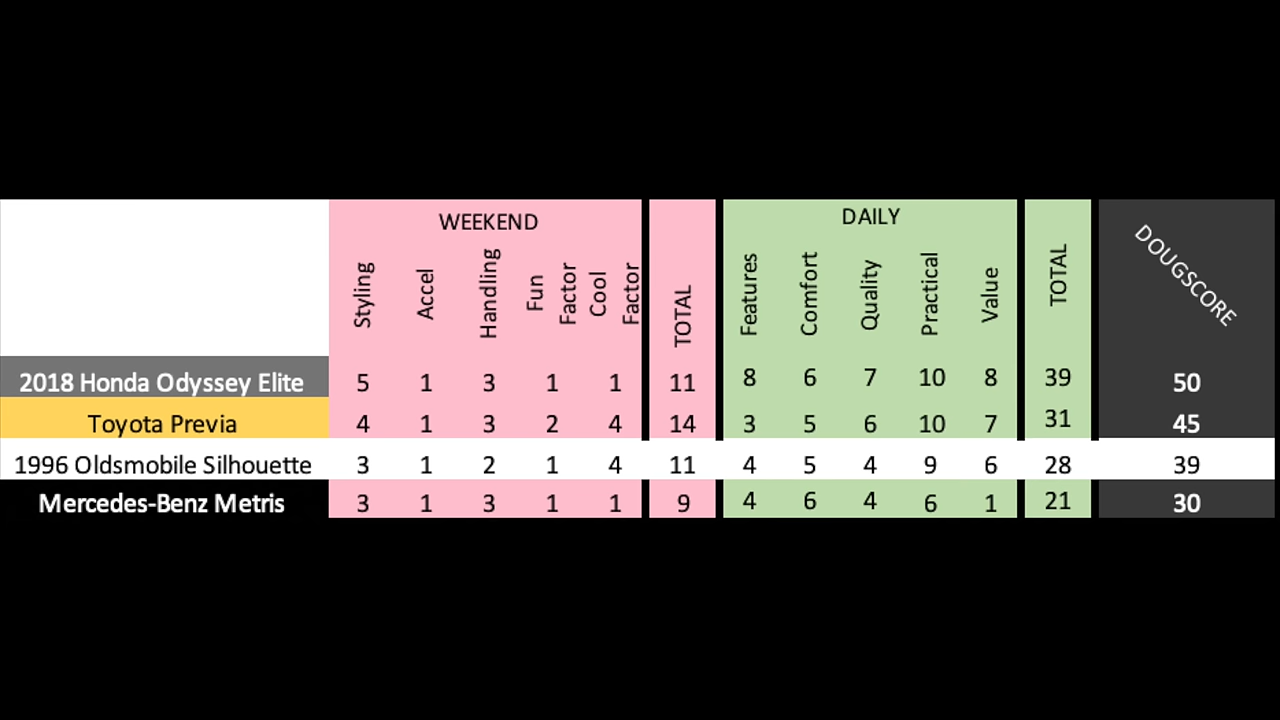 WEEKEND DAILY
Styling Accel Handling Fun Factor Cool Factor TOTAL Features Comfort Quality Practical Value TOTAL DOUGSCORE
2018 Honda Odyssey Elite 5 1 3 1 1 11 8 6 7 10 8 39 50
Toyota Previa 4 1 3 2 4 14 3 5 6 10 7 31 45
1996 Oldsmobile Silhouette 3 1 2 1 4 11 4 5 4 9 6 28 39
Mercedes-Benz Metris 3 1 3 1 1 9 4 6 4 6 1 21 30